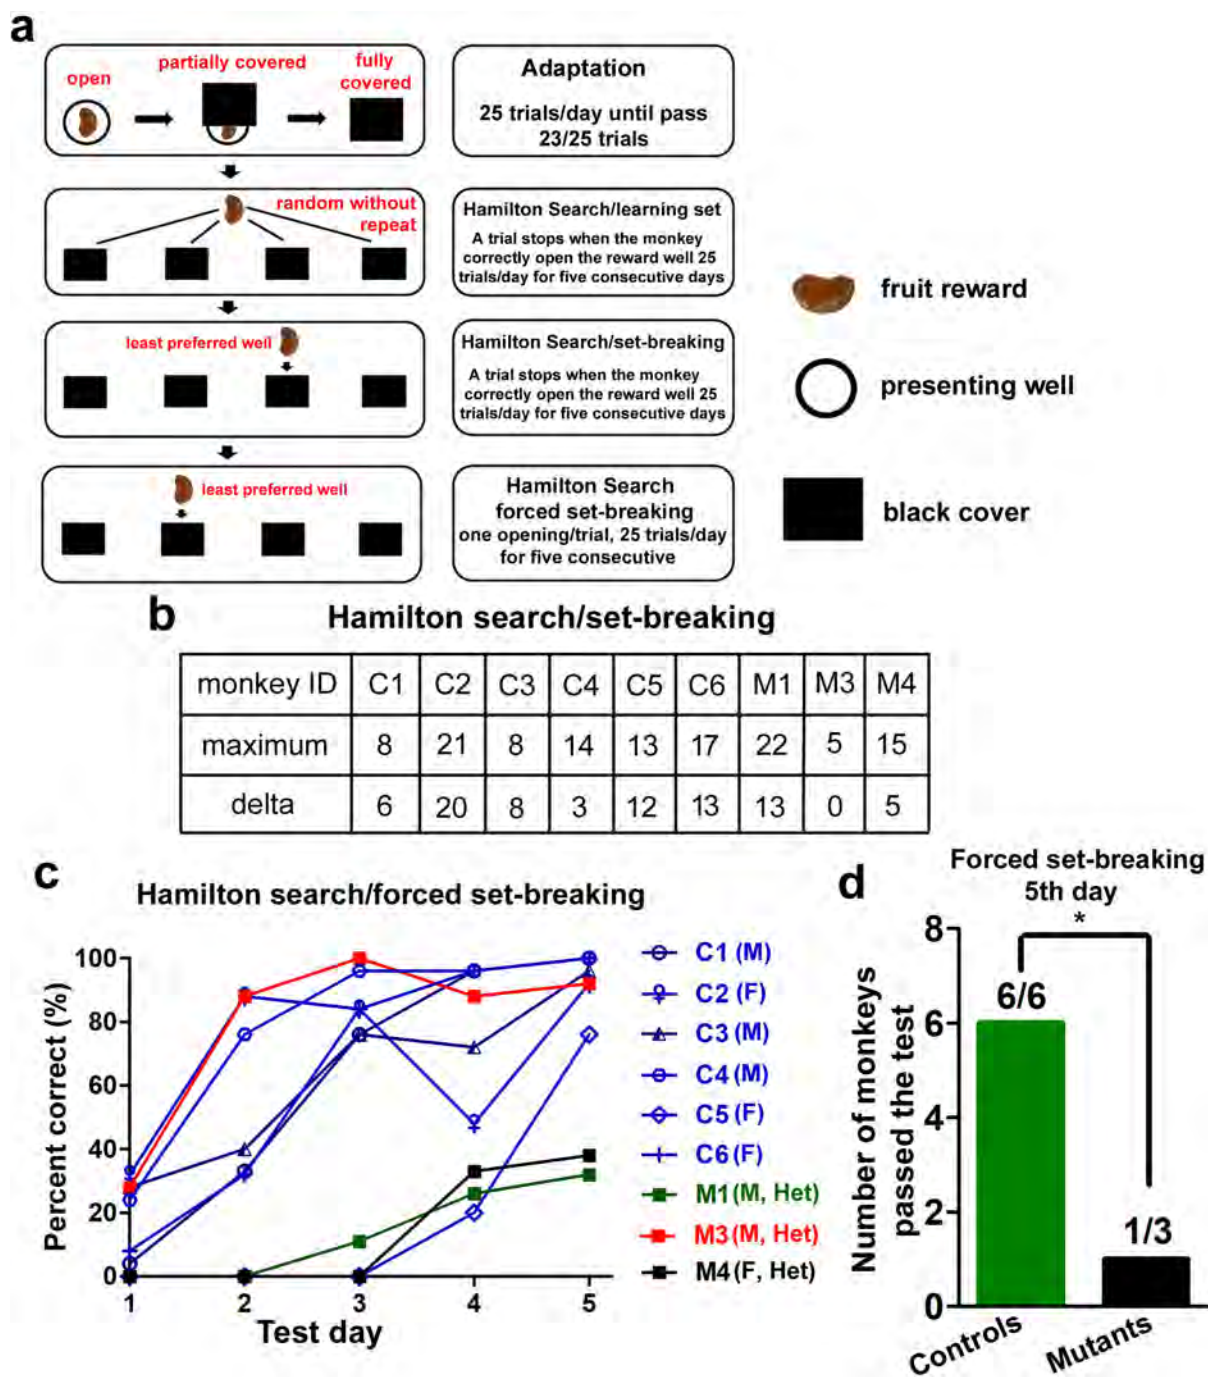 a
open
partially covered
fully
covered
Adaptation
25 trials/day until pass
23/25 trials
random without
repeat
Hamilton Search/learning set
A trial stops when the monkey
correctly open the reward well 25
trials/day for five consecutive days
least preferred well
Hamilton Search/set-breaking
A trial stops when the monkey
correctly open the reward well 25
trials/day for five consecutive days
least preferred well
Hamilton Search
forced set-breaking
one opening/trial, 25 trials/day
for five consecutive
fruit reward
presenting well
black cover
b
Hamilton search/set-breaking
monkey ID C1 C2 C3 C4 C5 C6 M1 M3 M4
maximum 8 21 8 14 13 17 22 5 15
delta 6 20 8 3 12 13 13 0 5
c
Hamilton search/forced set-breaking
Percent correct (%)
100
80
60
40
20
0
1 2 3 4 5
Test day
C1 (M)
C2 (F)
C3 (M)
C4 (M)
C5 (F)
C6 (F)
M1 (M, Het)
M3 (M, Het)
M4 (F, Het)
d
Forced set-breaking
5th day
*
Number of monkeys
passed the test
8
6
4
2
0
6/6
1/3
Controls
Mutants